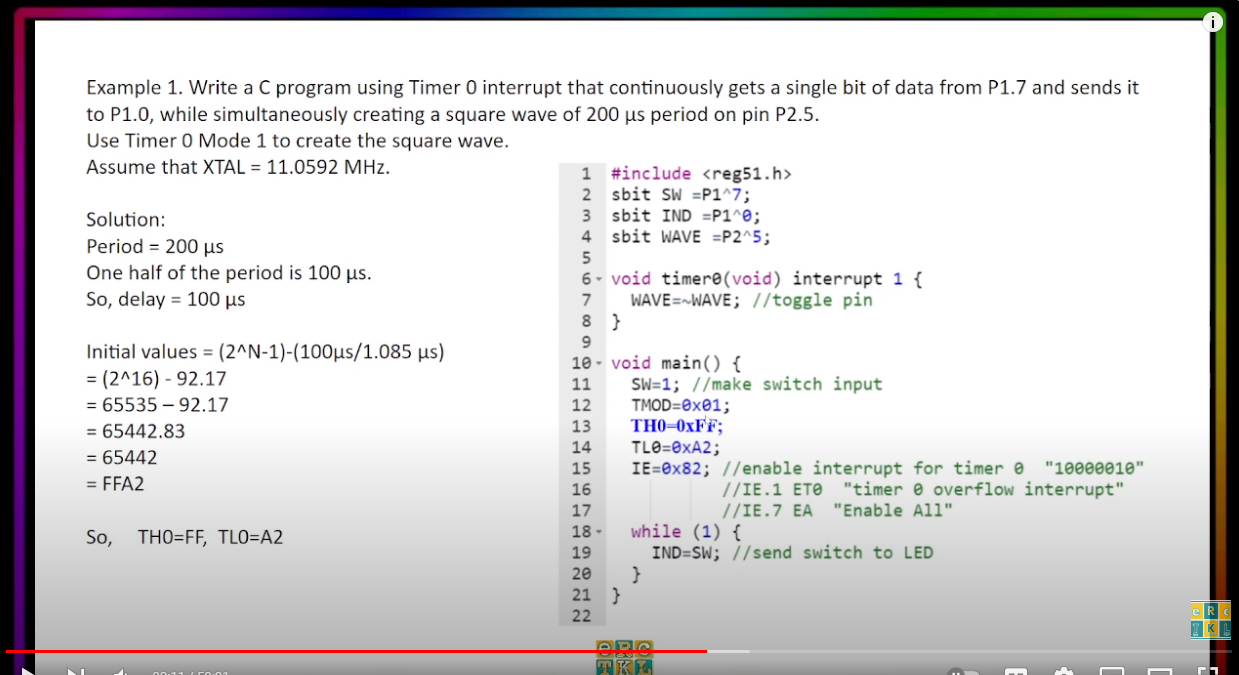 Example 1. Write a C program using Timer 0 interrupt that continuously gets a single bit of data from P1.7 and sends it
to P1.0, while simultaneously creating a square wave of 200 µs period on pin P2.5.
Use Timer 0 Mode 1 to create the square wave.
Assume that XTAL = 11.0592 MHz.
Solution:
Period = 200 µs
One half of the period is 100 µs.
So, delay = 100 µs
Initial values = (2^N-1)-(100µs/1.085 µs)
= (2^16) - 92.17
= 65535 – 92.17
= 65442.83
= 65442
= FFA2
So, TH0=FF, TL0=A2
1 #include <reg51.h>
2 sbit SW =P1^7;
3 sbit IND =P1^0;
4 sbit WAVE =P2^5;
5
6 void timer0(void) interrupt 1 {
7 WAVE=~WAVE; //toggle pin
8 }
9
10 void main() {
11 SW=1; //make switch input
12 TMOD=0x01;
13 TH0=0xFF;
14 TL0=0xA2;
15 IE=0x82; //enable interrupt for timer 0 "10000010"
16 //IE.1 ET0 "timer 0 overflow interrupt"
17 //IE.7 EA "Enable All"
18 while (1) {
19 IND=SW; //send switch to LED
20 }
21 }
22
eRc
TKL
eRc
TKL